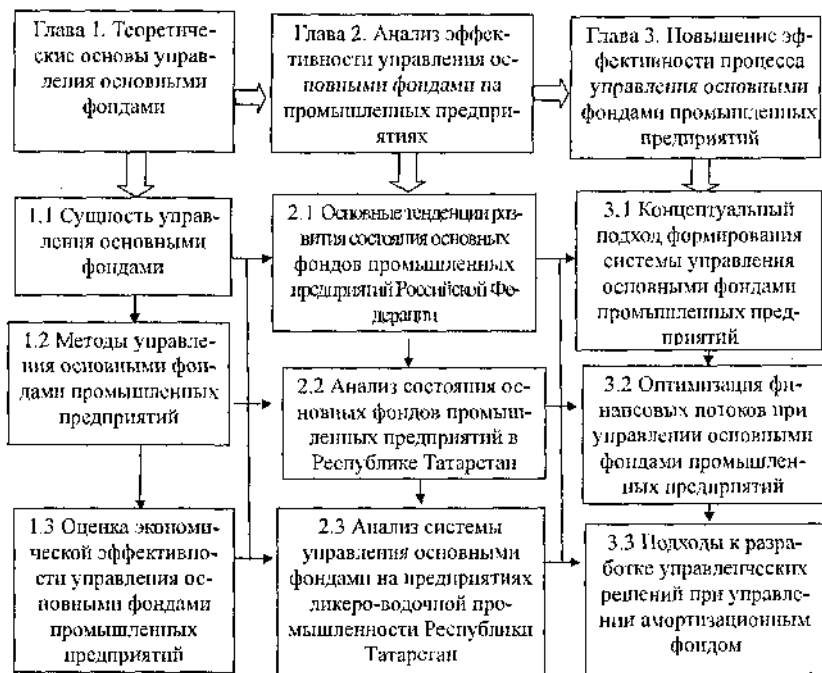 Глава 1. Теоретиче-
ские основы управ-
ления основными
фондами
Глава 2. Анализ эффек-
тивности управления ос-
новными фондами на
промышленных предпри-
ятиях
Глава 3. Повышение эф-
фективности процесса
управления основными
фондами промышленных
предприятий
1.1 Сущность управ-
ления основными
фондами
2.1 Основные тенденции раз-
вития состояния основных
фондов промышленных
предприятий Российской Фе-
дерации
3.1 Концептуальный
подход формирования
системы управления
основными фондами
промышленных пред-
приятий
1.2 Методы управле-
ния основными фон-
дами промышленных
предприятий
2.2 Анализ состояния ос-
новных фондов промыш-
ленных предприятий в
Республике Татарстан
3.2 Оптимизация фи-
нансовых потоков при
управлении основными
фондами промышлен-
ных предприятий
1.3 Оценка экономи-
ческой эффективно-
сти управления ос-
новными фондами
промышленных
предприятий
2.3 Анализ системы
управления основными
фондами на предприятиях
ликеро-водочной про-
мышленности Республики
Татарстан
3.3 Подходы к разра-
ботке управленческих
решений при управле-
нии амортизационным
фондом